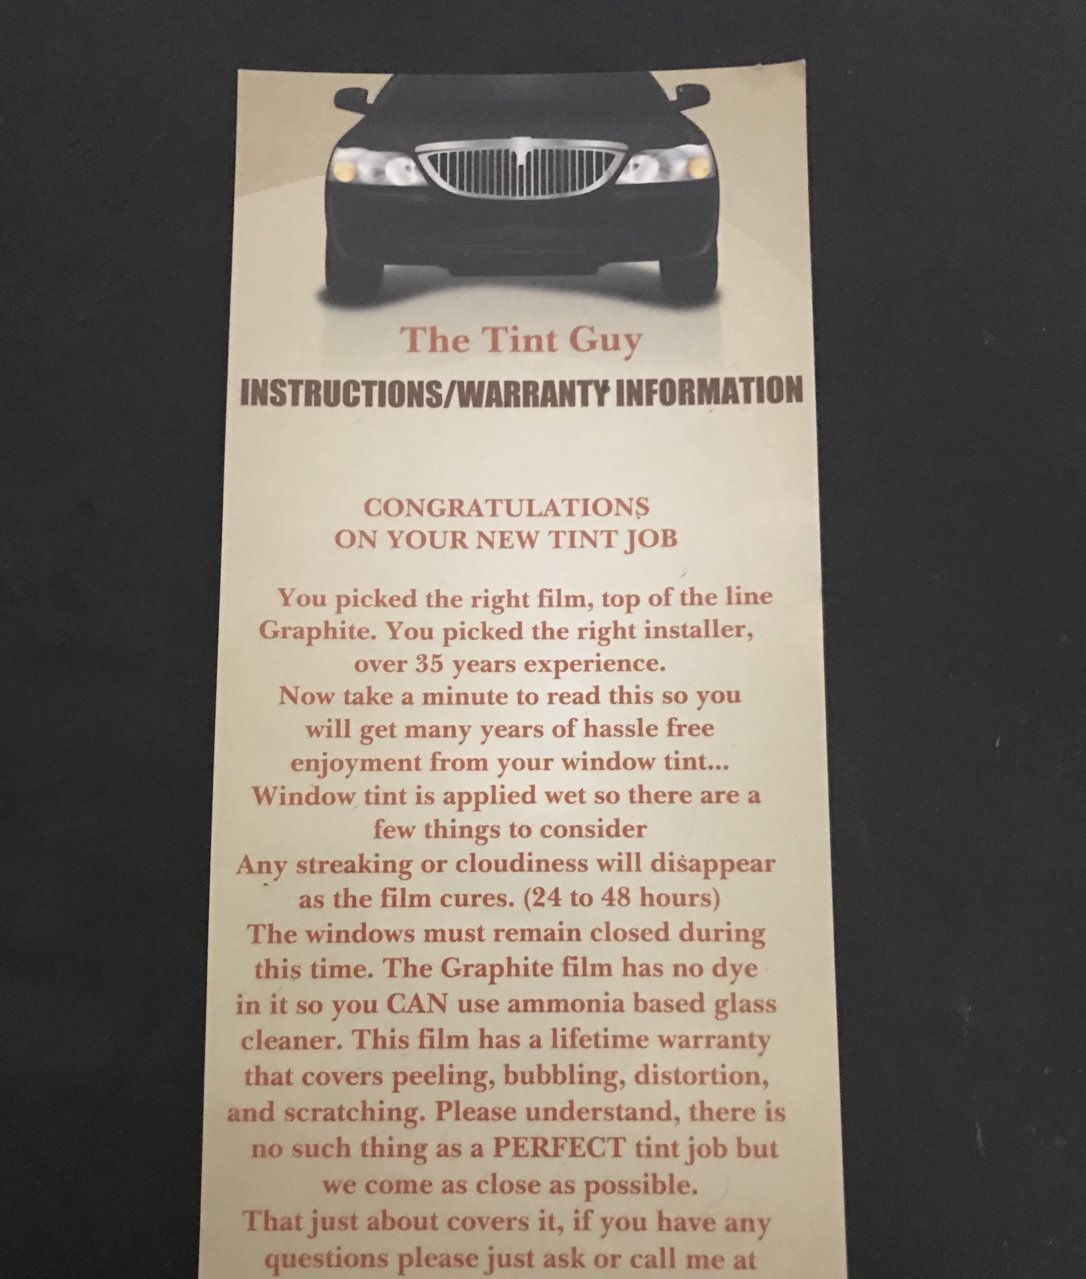 The Tint Guy
INSTRUCTIONS/WARRANTY INFORMATION
CONGRATULATIONS
ON YOUR NEW TINT JOB
You picked the right film, top of the line
Graphite. You picked the right installer,
over 35 years experience.
Now take a minute to read this so you
will get many years of hassle free
enjoyment from your window tint...
Window tint is applied wet so there are a
few things to consider
Any streaking or cloudiness will disappear
as the film cures. (24 to 48 hours)
The windows must remain closed during
this time. The Graphite film has no dye
in it so you CAN use ammonia based glass
cleaner. This film has a lifetime warranty
that covers peeling, bubbling, distortion,
and scratching. Please understand, there is
no such thing as a PERFECT tint job but
we come as close as possible.
That just about covers it, if you have any
questions please just ask or call me at